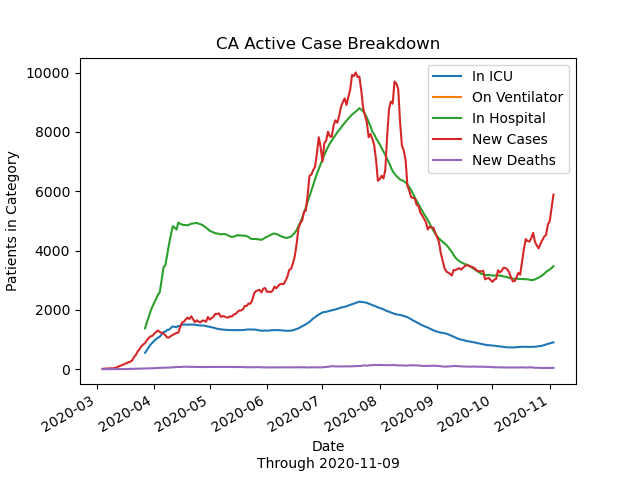 CA Active Case Breakdown
Patients in Category
10000
8000
6000
4000
2000
0
In ICU
On Ventilator
In Hospital
New Cases
New Deaths
2020-03
2020-04
2020-05
2020-06
2020-07
2020-08
2020-09
2020-10
2020-11
Date
Through 2020-11-09